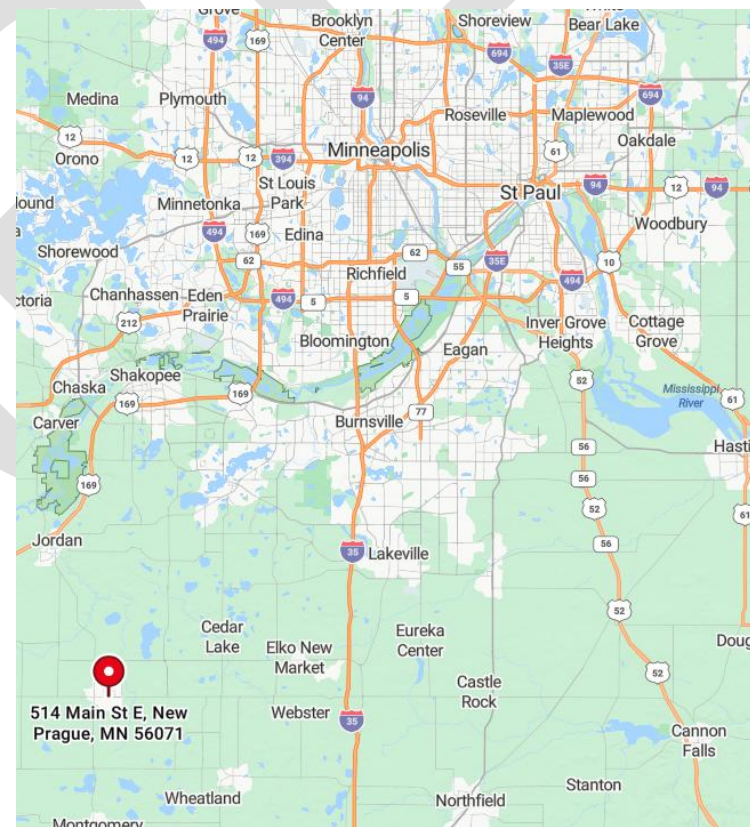 Grove
Brooklyn
Center
Shoreview
Bear Lake
494
169
694
35E
94
Medina
Plymouth
694
Roseville
Maplewood
12
Orono
12
12
394
Minneapolis
61
Oakdale
St Louis
Park
St Paul
94
12
94
Minnetonka
494
169
Edina
Woodbury
Shorewood
62
62
Richfield
55
35E
10
494
Chanhassen
Eden
Prairie
494
5
5
212
Bloomington
Inver Grove
Heights
Cottage
Grove
Eagan
Shakopee
Chaska
169
169
52
Mississippi
River
61
Carver
Burnsville
77
56
169
56
52
61
Jordan
35
Lakeville
56
Cedar
Lake
Elko New
Market
Eureka
Center
52
52
514 Main St E, New
Prague, MN 56071
Webster
35
Castle
Rock
Cannon
Falls
Wheatland
Northfield
Stanton
Montgomery